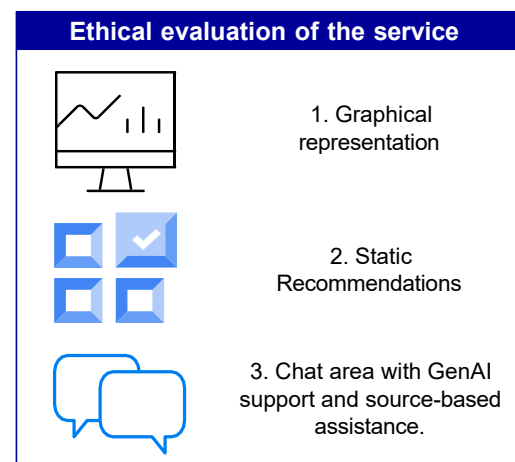 Ethical evaluation of the service
1. Graphical
representation
2. Static
Recommendations
3. Chat area with GenAI
support and source-based
assistance.